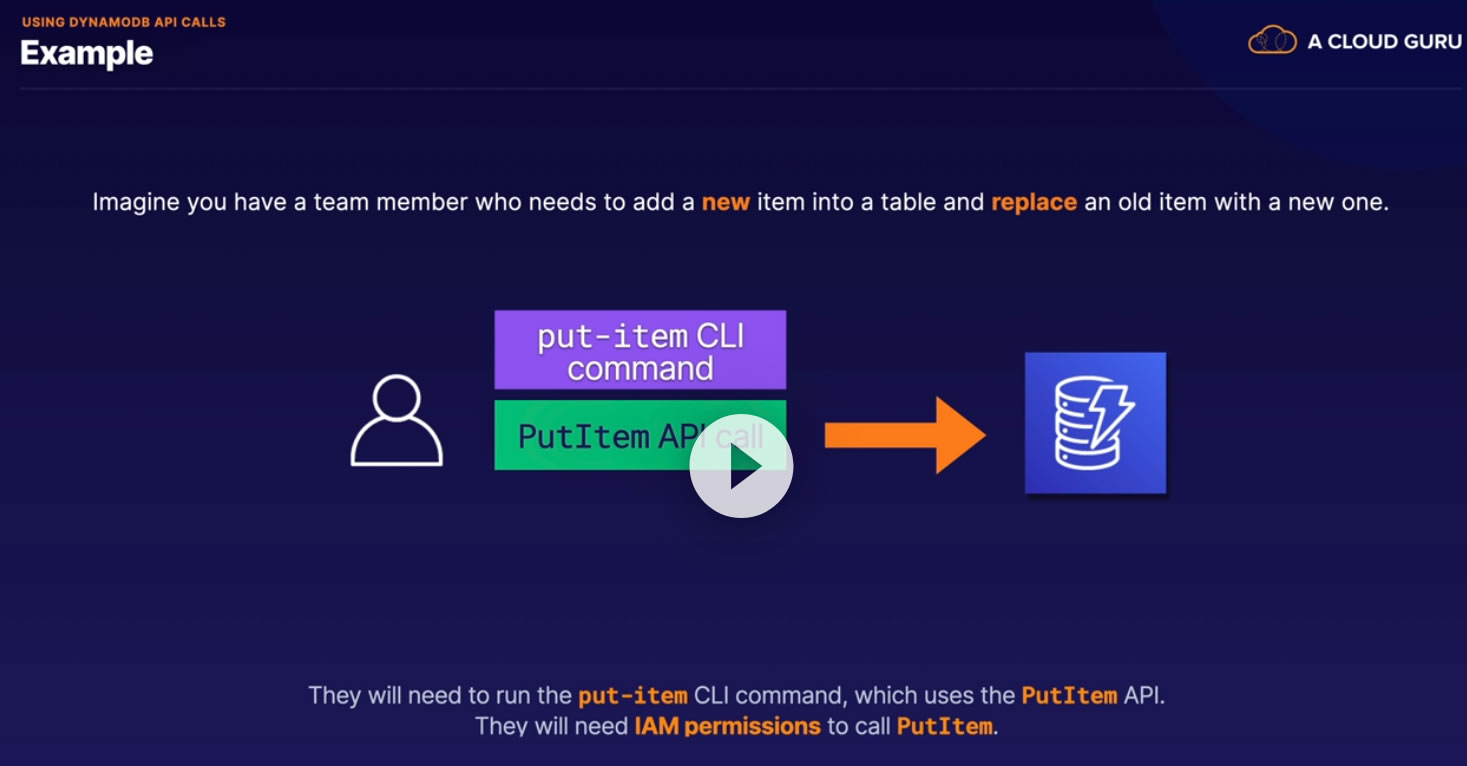 USING DYNAMODB API CALLS
Example
A CLOUD GURU
Imagine you have a team member who needs to add a new item into a table and replace an old item with a new one.
put-item CLI
command
PutItem API call
They will need to run the put-item CLI command, which uses the PutItem API.
They will need IAM permissions to call PutItem.